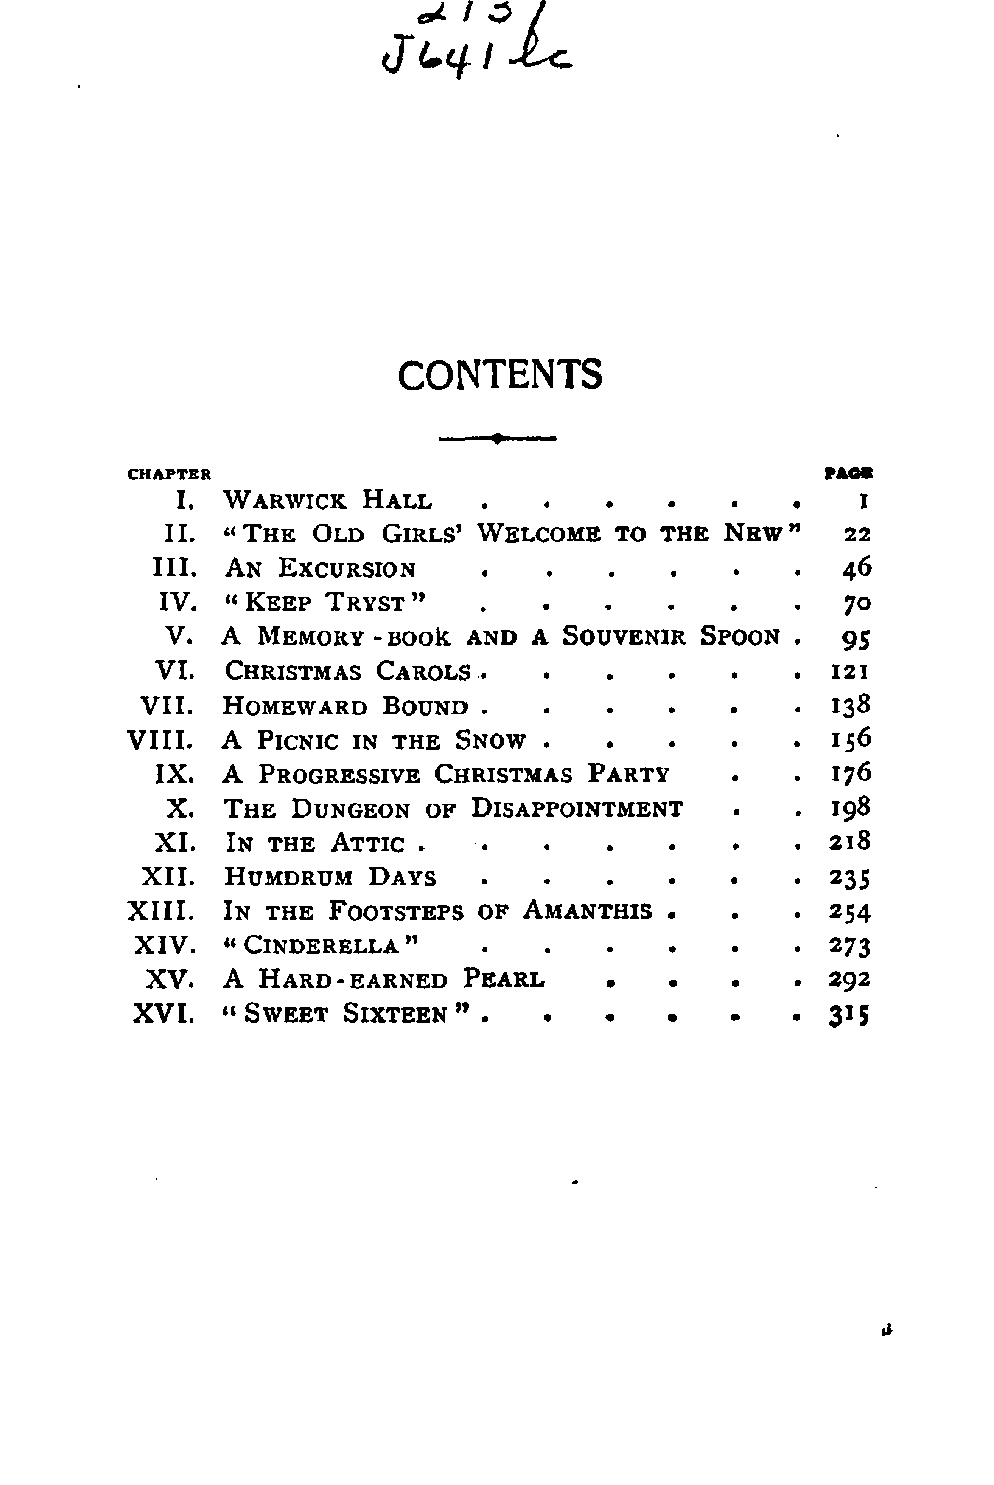 2131
J641lc
CONTENTS
CHAPTER PAGE
I. WARWICK HALL . . . . . . 1
II. "THE OLD GIRLS' WELCOME TO THE NEW" 22
III. AN EXCURSION . . . . . . 46
IV. "KEEP TRYST" . . . . . . 70
V. A MEMORY-BOOK AND A SOUVENIR SPOON . 95
VI. CHRISTMAS CAROLS . . . . . . 121
VII. HOMEWARD BOUND . . . . . . 138
VIII. A PICNIC IN THE SNOW . . . . . 156
IX. A PROGRESSIVE CHRISTMAS PARTY . . 176
X. THE DUNGEON OF DISAPPOINTMENT . . 198
XI. IN THE ATTIC . . . . . . . 218
XII. HUMDRUM DAYS . . . . . . 235
XIII. IN THE FOOTSTEPS OF AMANTHIS . . . 254
XIV. "CINDERELLA" . . . . . . 273
XV. A HARD-EARNED PEARL . . . . 292
XVI. "SWEET SIXTEEN" . . . . . . 315